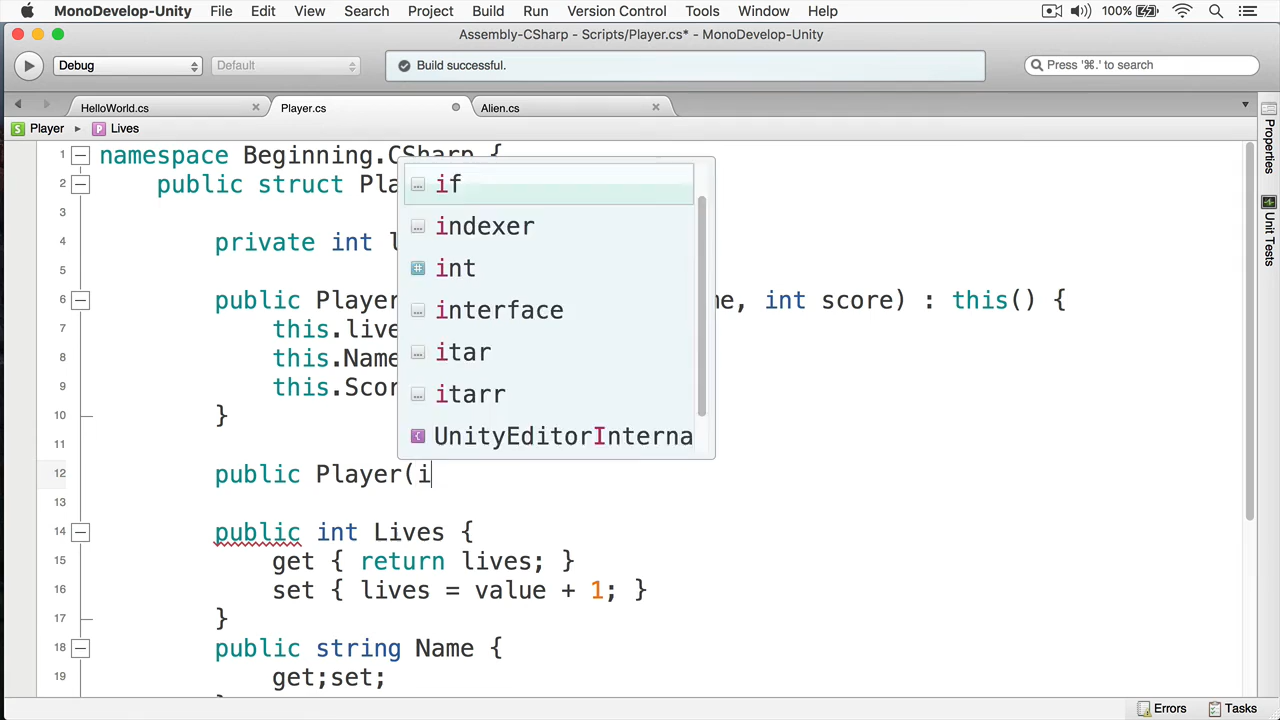 MonoDevelop-Unity File Edit View Search Project Build Run Version Control Tools Window Help 100%
Assembly-CSharp - Scripts/Player.cs* - MonoDevelop-Unity
Debug Default Build successful. Press '⌘.' to search
HelloWorld.cs Player.cs Alien.cs
S Player P Lives
Properties
Unit Tests
1 namespace Beginning.CSharp {
2 public struct Pla
3
4 private int l
5
6 public Player me, int score) : this() {
7 this.live
8 this.Name
9 this.Scor
10 }
11
12 public Player(i
13
14 public int Lives {
15 get { return lives; }
16 set { lives = value + 1; }
17 }
18 public string Name {
19 get;set;
if
indexer
int
interface
itar
itarr
UnityEditorInterna
Errors Tasks